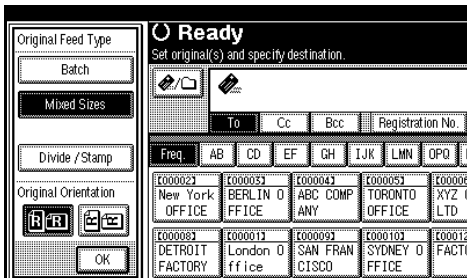 Original Feed Type
Batch
Mixed Sizes
Divide / Stamp
Original Orientation
R R
OK
Ready
Set original(s) and specify destination.
To Cc Bcc Registration No.
Freq. AB CD EF GH IJK LMN OPQ
[00002] [00003] [00004] [00005] [00006
New York BERLIN O ABC COMP TORONTO XYZ
OFFICE FFICE ANY OFFICE LTD
[00008] [00001] [00009] [00010] [00012
DETROIT London O SAN FRAN SYDNEY O FACT
FACTORY ffice CISCO FFICE